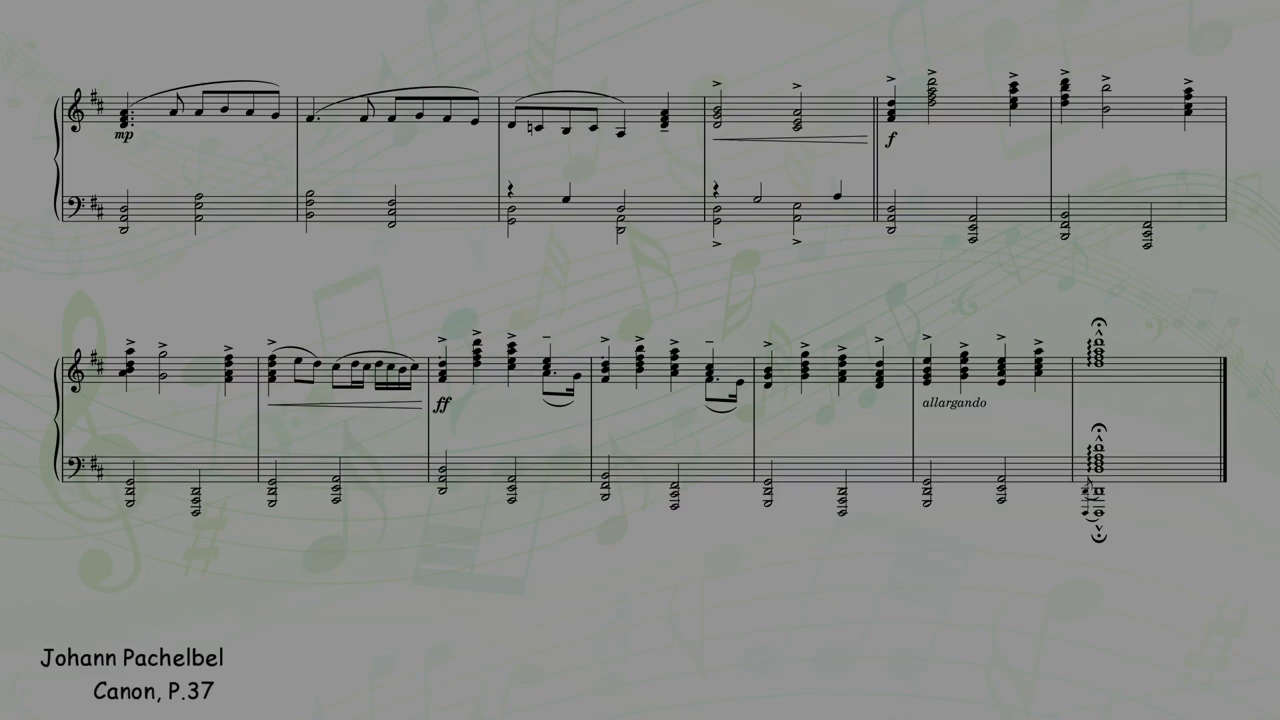 mp
f
ff
allargando
Johann Pachelbel
Canon, P.37